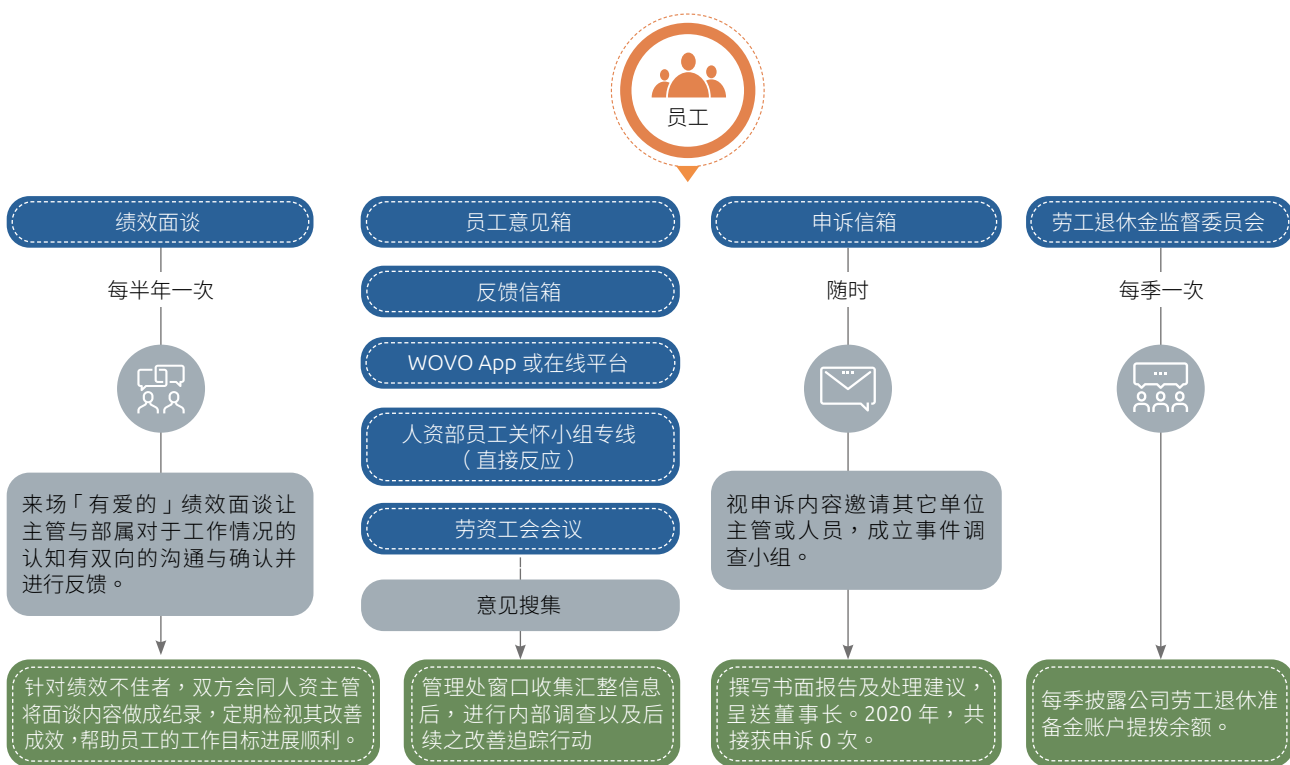 员工
绩效面谈
每半年一次
来场「有爱的」绩效面谈让
主管与部属对于工作情况的
认知有双向的沟通与确认并
进行反馈。
针对绩效不佳者，双方会同人资主管
将面谈内容做成纪录，定期检视其改善
成效，帮助员工的工作目标进展顺利。
员工意见箱
反馈信箱
WOVO App 或在线平台
人资部员工关怀小组专线
（直接反应）
劳资工会会议
意见搜集
管理处窗口收集汇整信息
后，进行内部调查以及后
续之改善追踪行动
申诉信箱
随时
视申诉内容邀请其它单位
主管或人员，成立事件调
查小组。
撰写书面报告及处理建议，
呈送董事长。2020 年，共
接获申诉 0 次。
劳工退休金监督委员会
每季一次
每季披露公司劳工退休准
备金账户提拨余额。